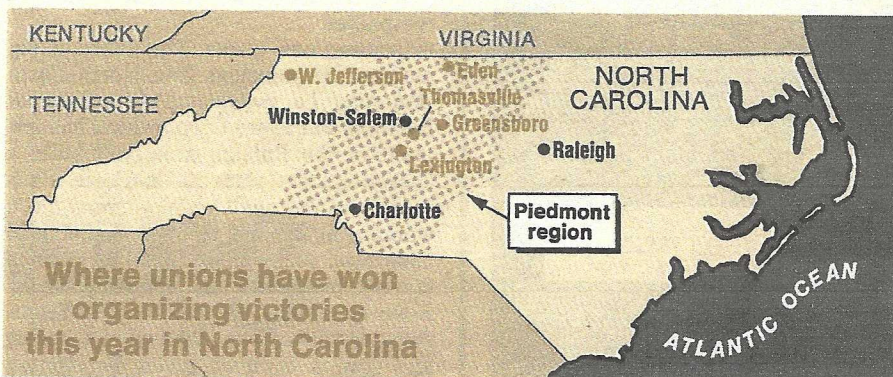 KENTUCKY
VIRGINIA
TENNESSEE
W. Jefferson
Eden
NORTH
CAROLINA
Thomasville
Winston-Salem
Greensboro
Raleigh
Lexington
Charlotte
Piedmont
region
Where unions have won
organizing victories
this year in North Carolina
ATLANTIC OCEAN